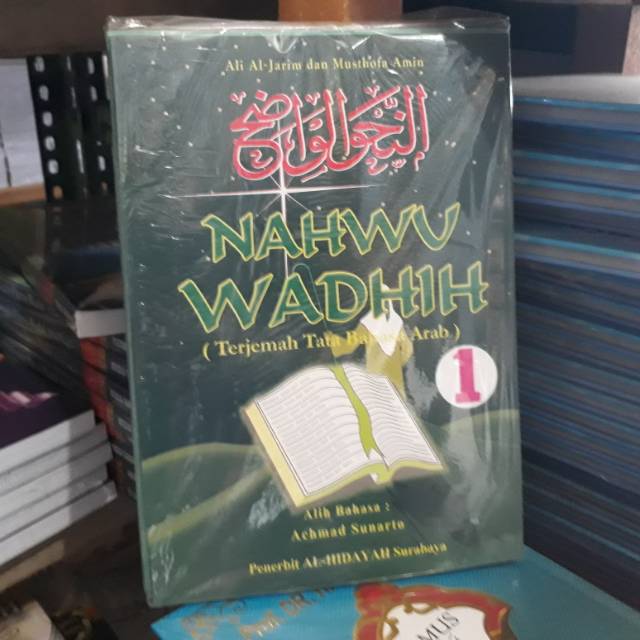 Ali Al-Jarim dan Musthofa Amin
النحو الواضح
NAHWU
WADHIH
( Terjemah Tata Bahasa Arab )
1
Alih Bahasa :
Achmad Sunarto
Penerbit AL-HIDAYAH Surabaya
MUS